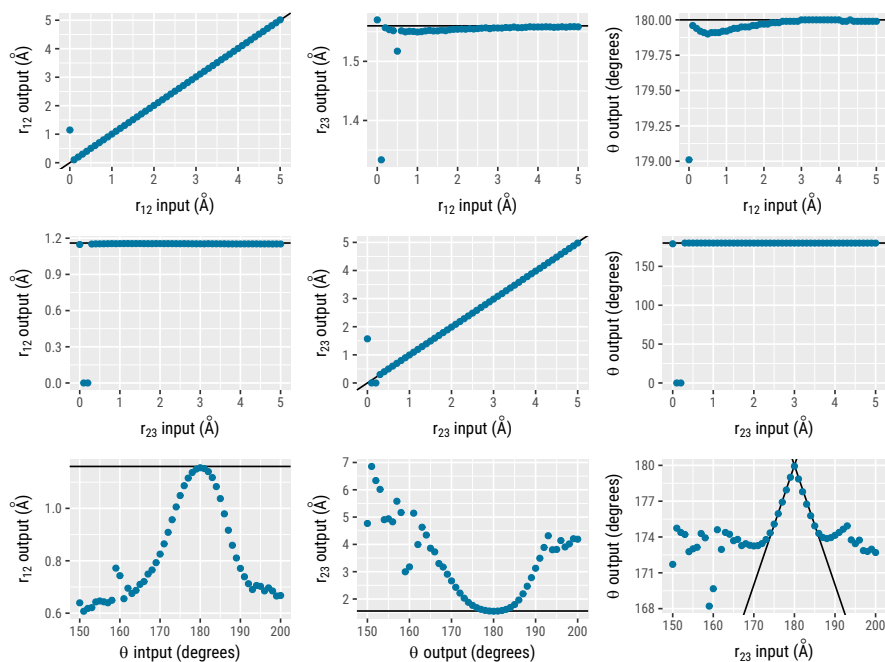 r12 output (Å)
5
4
3
2
1
0
0 1 2 3 4 5
r12 input (Å)
r23 output (Å)
1.5
1.4
0 1 2 3 4 5
r12 input (Å)
θ output (degrees)
180.00
179.75
179.50
179.25
179.00
0 1 2 3 4 5
r12 input (Å)
r12 output (Å)
1.2
0.9
0.6
0.3
0.0
0 1 2 3 4 5
r23 input (Å)
r23 output (Å)
5
4
3
2
1
0
0 1 2 3 4 5
r23 input (Å)
θ output (degrees)
150
100
50
0
0 1 2 3 4 5
r23 input (Å)
r12 output (Å)
1.0
0.8
0.6
150 160 170 180 190 200
θ intput (degrees)
r23 output (Å)
7
6
5
4
3
2
150 160 170 180 190 200
θ output (degrees)
θ output (degrees)
180
177
174
171
168
150 160 170 180 190 200
r23 input (Å)